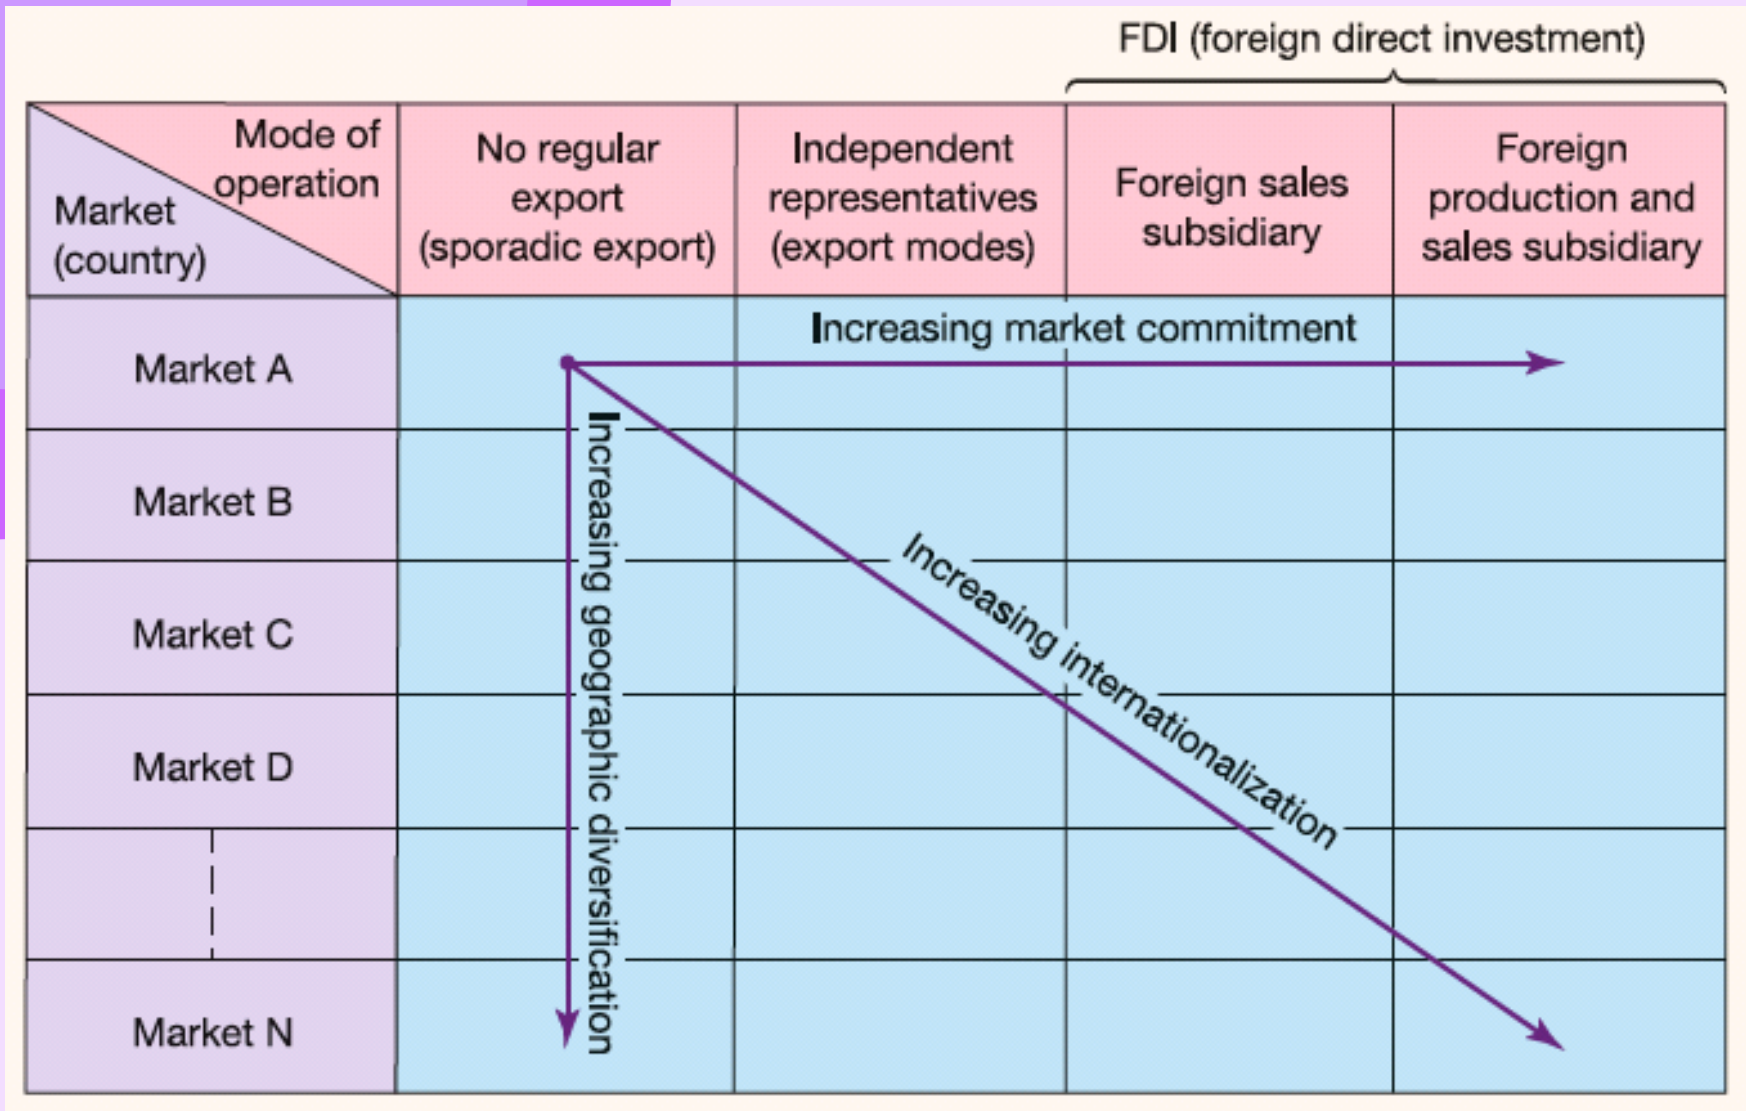 FDI (foreign direct investment)
Mode of
operation
Market
(country)
No regular
export
(sporadic export)
Independent
representatives
(export modes)
Foreign sales
subsidiary
Foreign
production and
sales subsidiary
Market A
Increasing market commitment
Market B
Market C
Market D
Market N
Increasing geographic diversification
Increasing internationalization